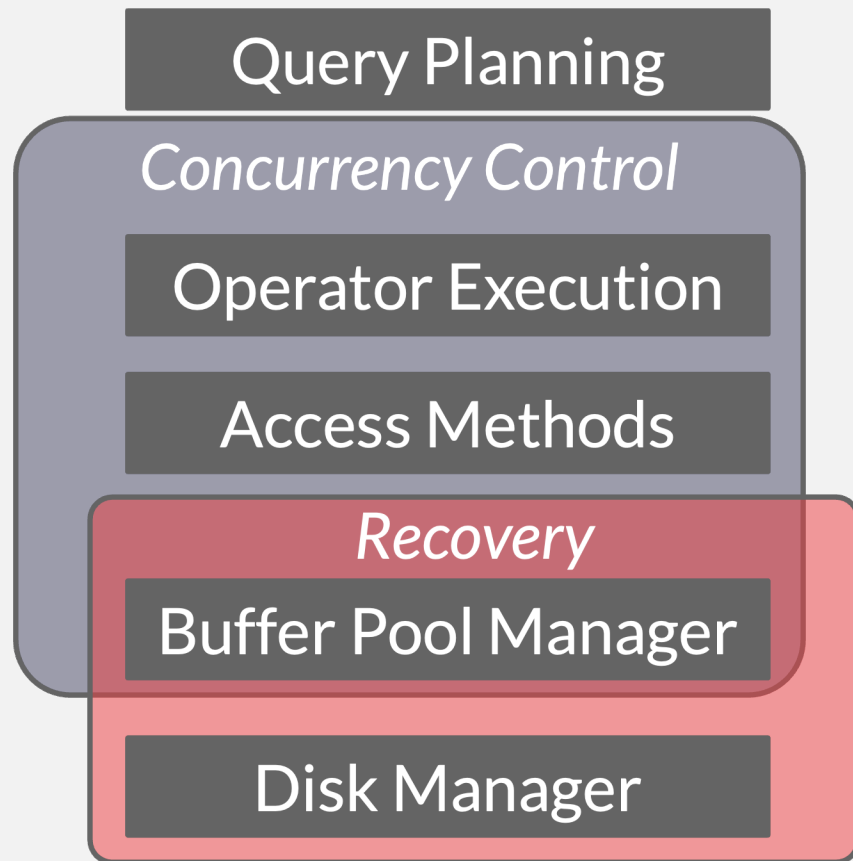 Query Planning
Concurrency Control
Operator Execution
Access Methods
Recovery
Buffer Pool Manager
Disk Manager